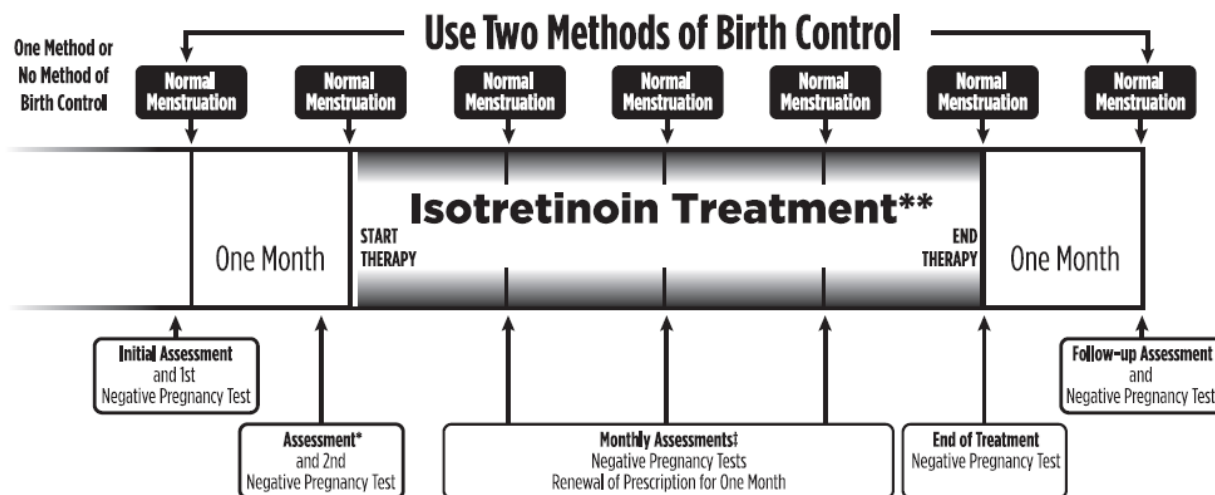 Use Two Methods of Birth Control
One Method or
No Method of
Birth Control
Normal
Menstruation
Normal
Menstruation
Normal
Menstruation
Normal
Menstruation
Normal
Menstruation
Normal
Menstruation
Normal
Menstruation
Isotretinoin Treatment**
One Month
START
THERAPY
END
THERAPY
One Month
Initial Assessment
and 1st
Negative Pregnancy Test
Assessment*
and 2nd
Negative Pregnancy Test
Monthly Assessments‡
Negative Pregnancy Tests
Renewal of Prescription for One Month
End of Treatment
Negative Pregnancy Test
Follow-up Assessment
and
Negative Pregnancy Test